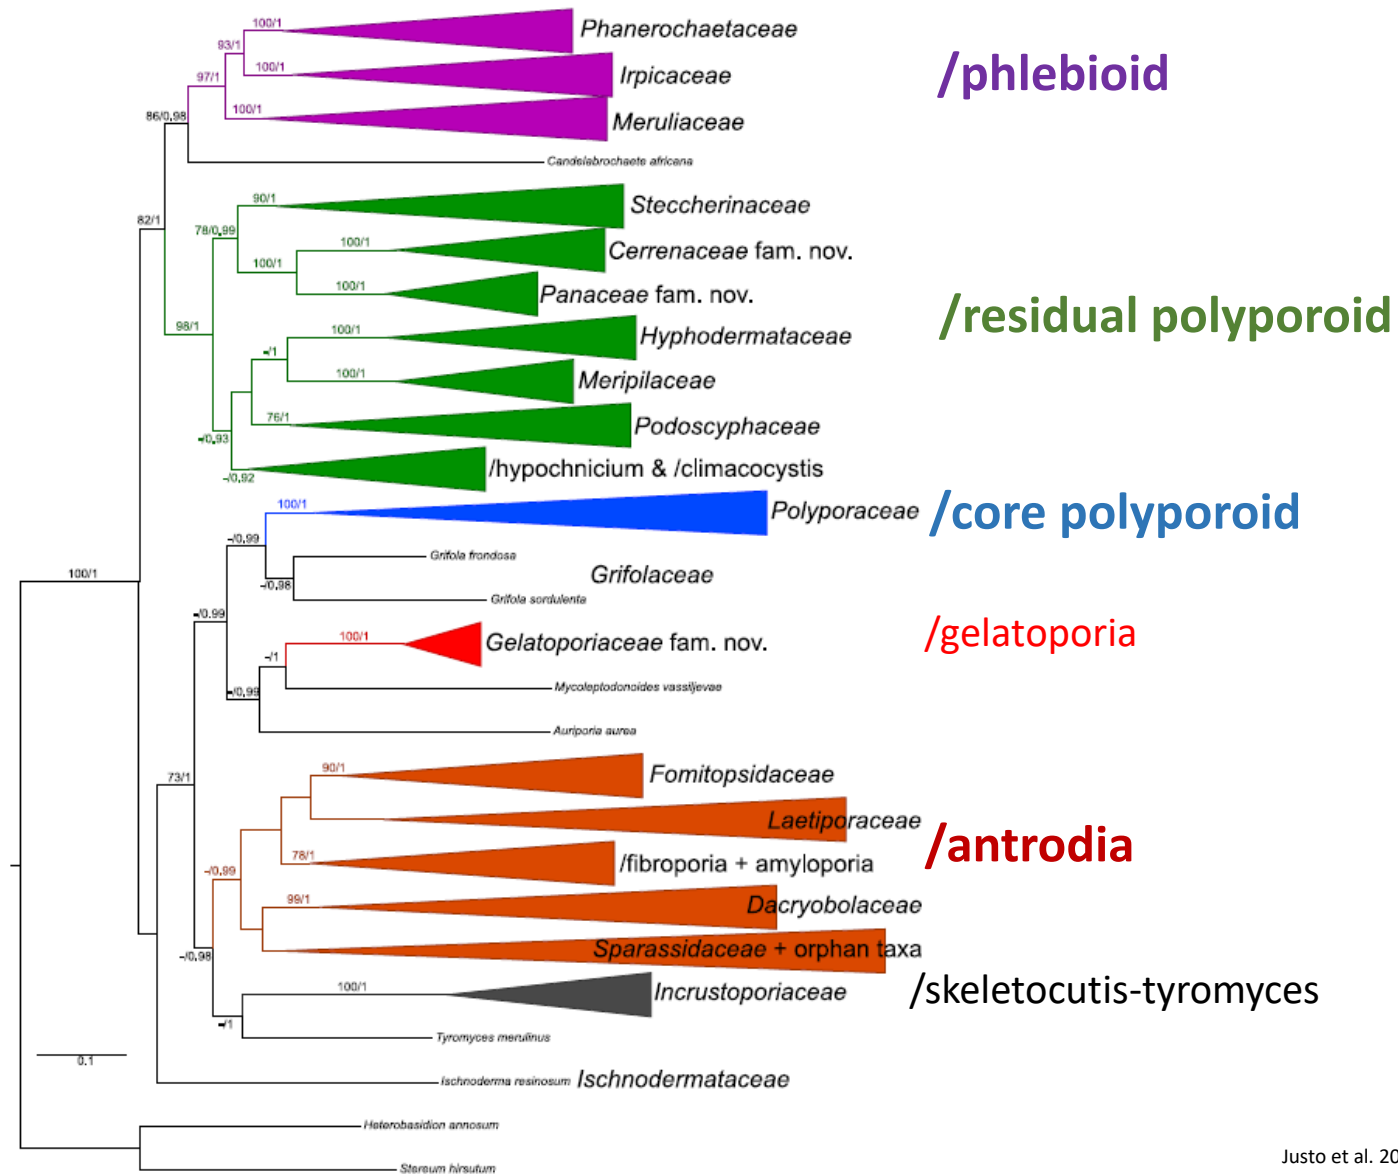 100/1
Phanerochaetaceae
93/1
/phlebioid
97/1
100/1
Irpicaceae
100/1
Meruliaceae
86/0.98
Candelabrochaete africana
90/1
Steccherinaceae
82/1
78/0.99
100/1
Cerrenaceae fam. nov.
100/1
100/1
Panaceae fam. nov.
/residual polyporoid
98/1
100/1
Hyphodermataceae
-/1
100/1
Meripilaceae
76/1
Podoscyphaceae
-/0.93
/hypochnicium & /climacocystis
-/0.92
100/1
Polyporaceae
/core polyporoid
-/0.99
Grifola frondosa
100/1
Grifolaceae
-/0.98
Grifola sordulenta
-/0.99
100/1
Gelatoporiaceae fam. nov.
/gelatoporia
-/1
-/0.99
Mycoleptodonoides vassiljevae
Auriporia aurea
90/1
Fomitopsidaceae
73/1
Laetiporaceae
/antrodia
78/1
/fibroporia + amyloporia
-/0.99
99/1
Dacryobolaceae
Sparassidaceae + orphan taxa
-/0.98
100/1
Incrustoporiaceae
/skeletocutis-tyromyces
-/1
Tyromyces merulinus
0.1
Ischnoderma resinosum Ischnodermataceae
Heterobasidion annosum
Stereum hirsutum
Justo et al. 20